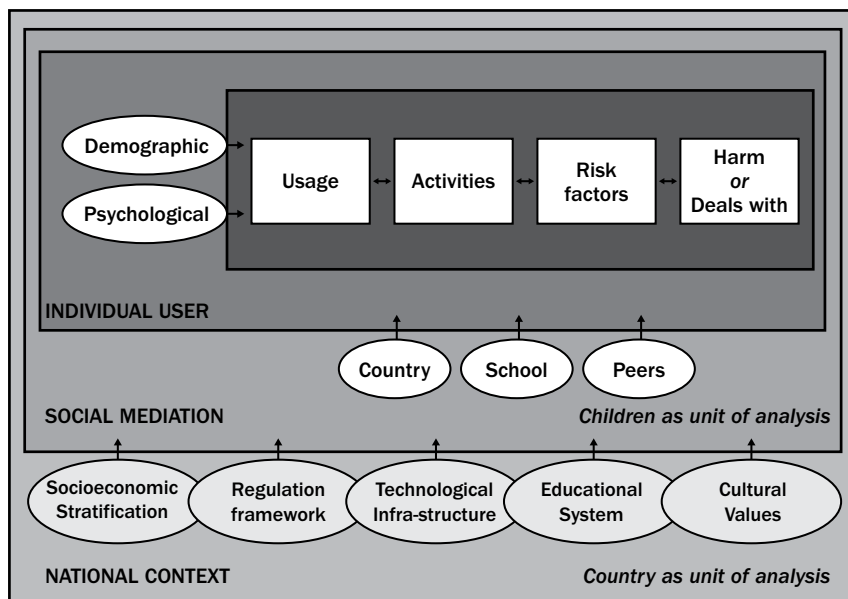 Demographic
Psychological
Usage
Activities
Risk
factors
Harm
or
Deals with
INDIVIDUAL USER
Country
School
Peers
SOCIAL MEDIATION
Children as unit of analysis
Socioeconomic
Stratification
Regulation
framework
Technological
Infra-structure
Educational
System
Cultural
Values
NATIONAL CONTEXT
Country as unit of analysis